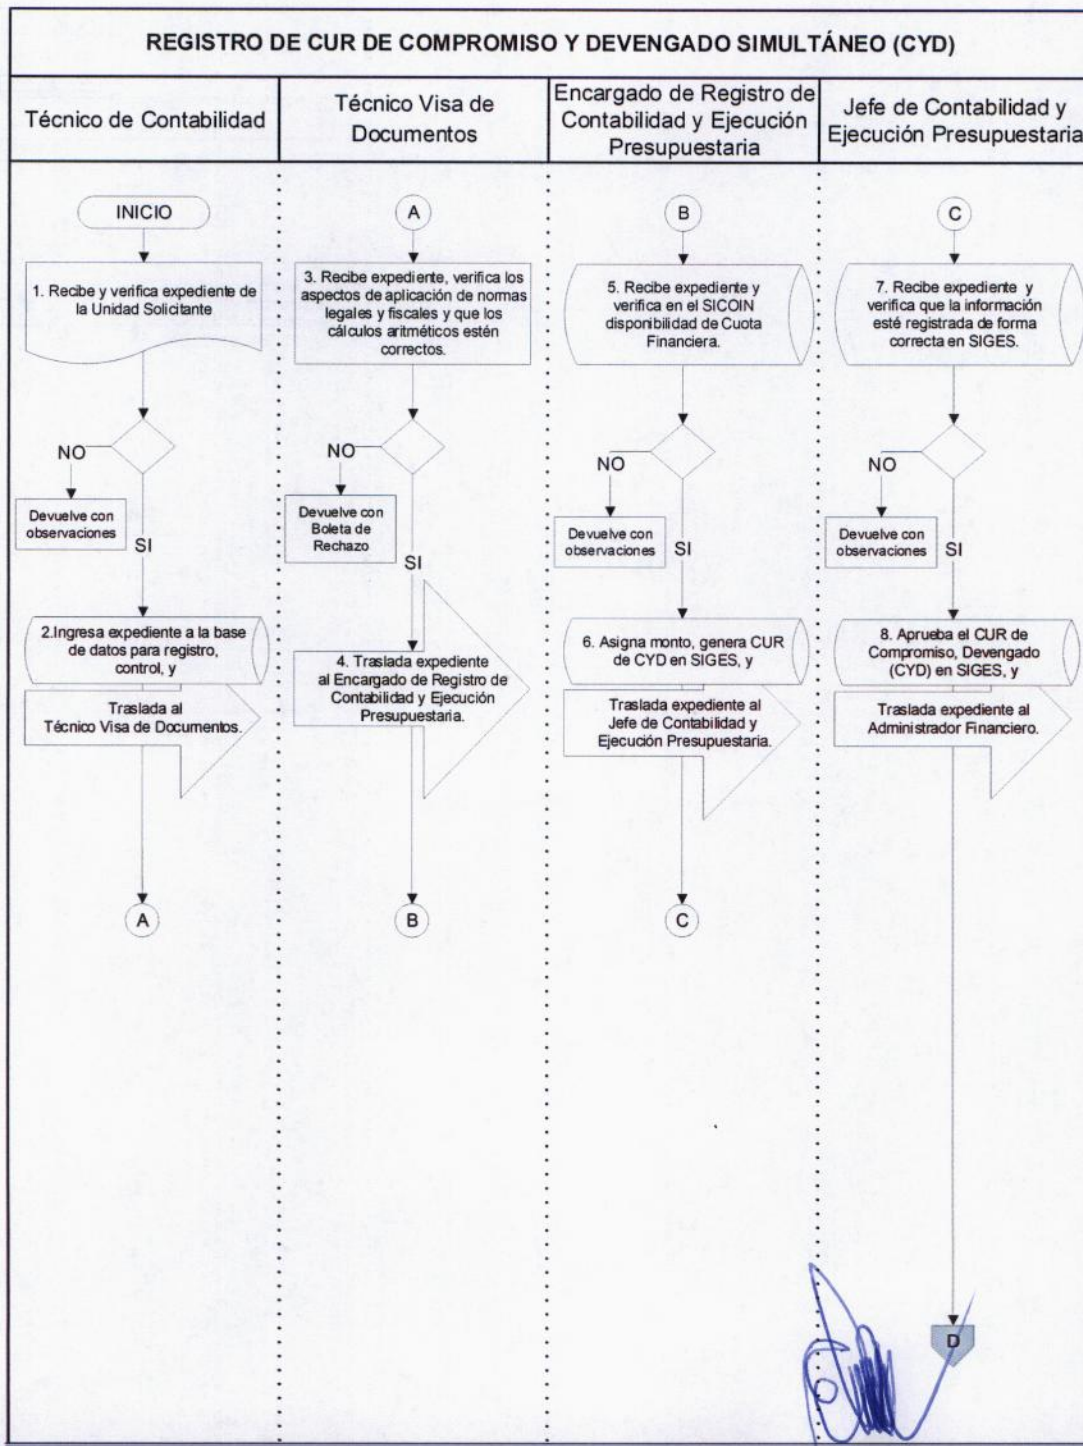 REGISTRO DE CUR DE COMPROMISO Y DEVENGADO SIMULTÁNEO (CYD)
Técnico de Contabilidad
Técnico Visa de
Documentos
Encargado de Registro de
Contabilidad y Ejecución
Presupuestaria
Jefe de Contabilidad y
Ejecución Presupuestaria
INICIO
1. Recibe y verifica expediente de
la Unidad Solicitante
NO
Devuelve con
observaciones
SI
2.Ingresa expediente a la base
de datos para registro,
control, y
Traslada al
Técnico Visa de Documentos.
A
A
3. Recibe expediente, verifica los
aspectos de aplicación de normas
legales y fiscales y que los
cálculos aritméticos estén
correctos.
NO
Devuelve con
Boleta de
Rechazo
SI
4. Traslada expediente
al Encargado de Registro de
Contabilidad y Ejecución
Presupuestaria.
B
B
5. Recibe expediente y
verifica en el SICOIN
disponibilidad de Cuota
Financiera.
NO
Devuelve con
observaciones
SI
6. Asigna monto, genera CUR
de CYD en SIGES, y
Traslada expediente al
Jefe de Contabilidad y
Ejecución Presupuestaria.
C
C
7. Recibe expediente y
verifica que la información
esté registrada de forma
correcta en SIGES.
NO
Devuelve con
observaciones
SI
8. Aprueba el CUR de
Compromiso, Devengado
(CYD) en SIGES, y
Traslada expediente al
Administrador Financiero.
D